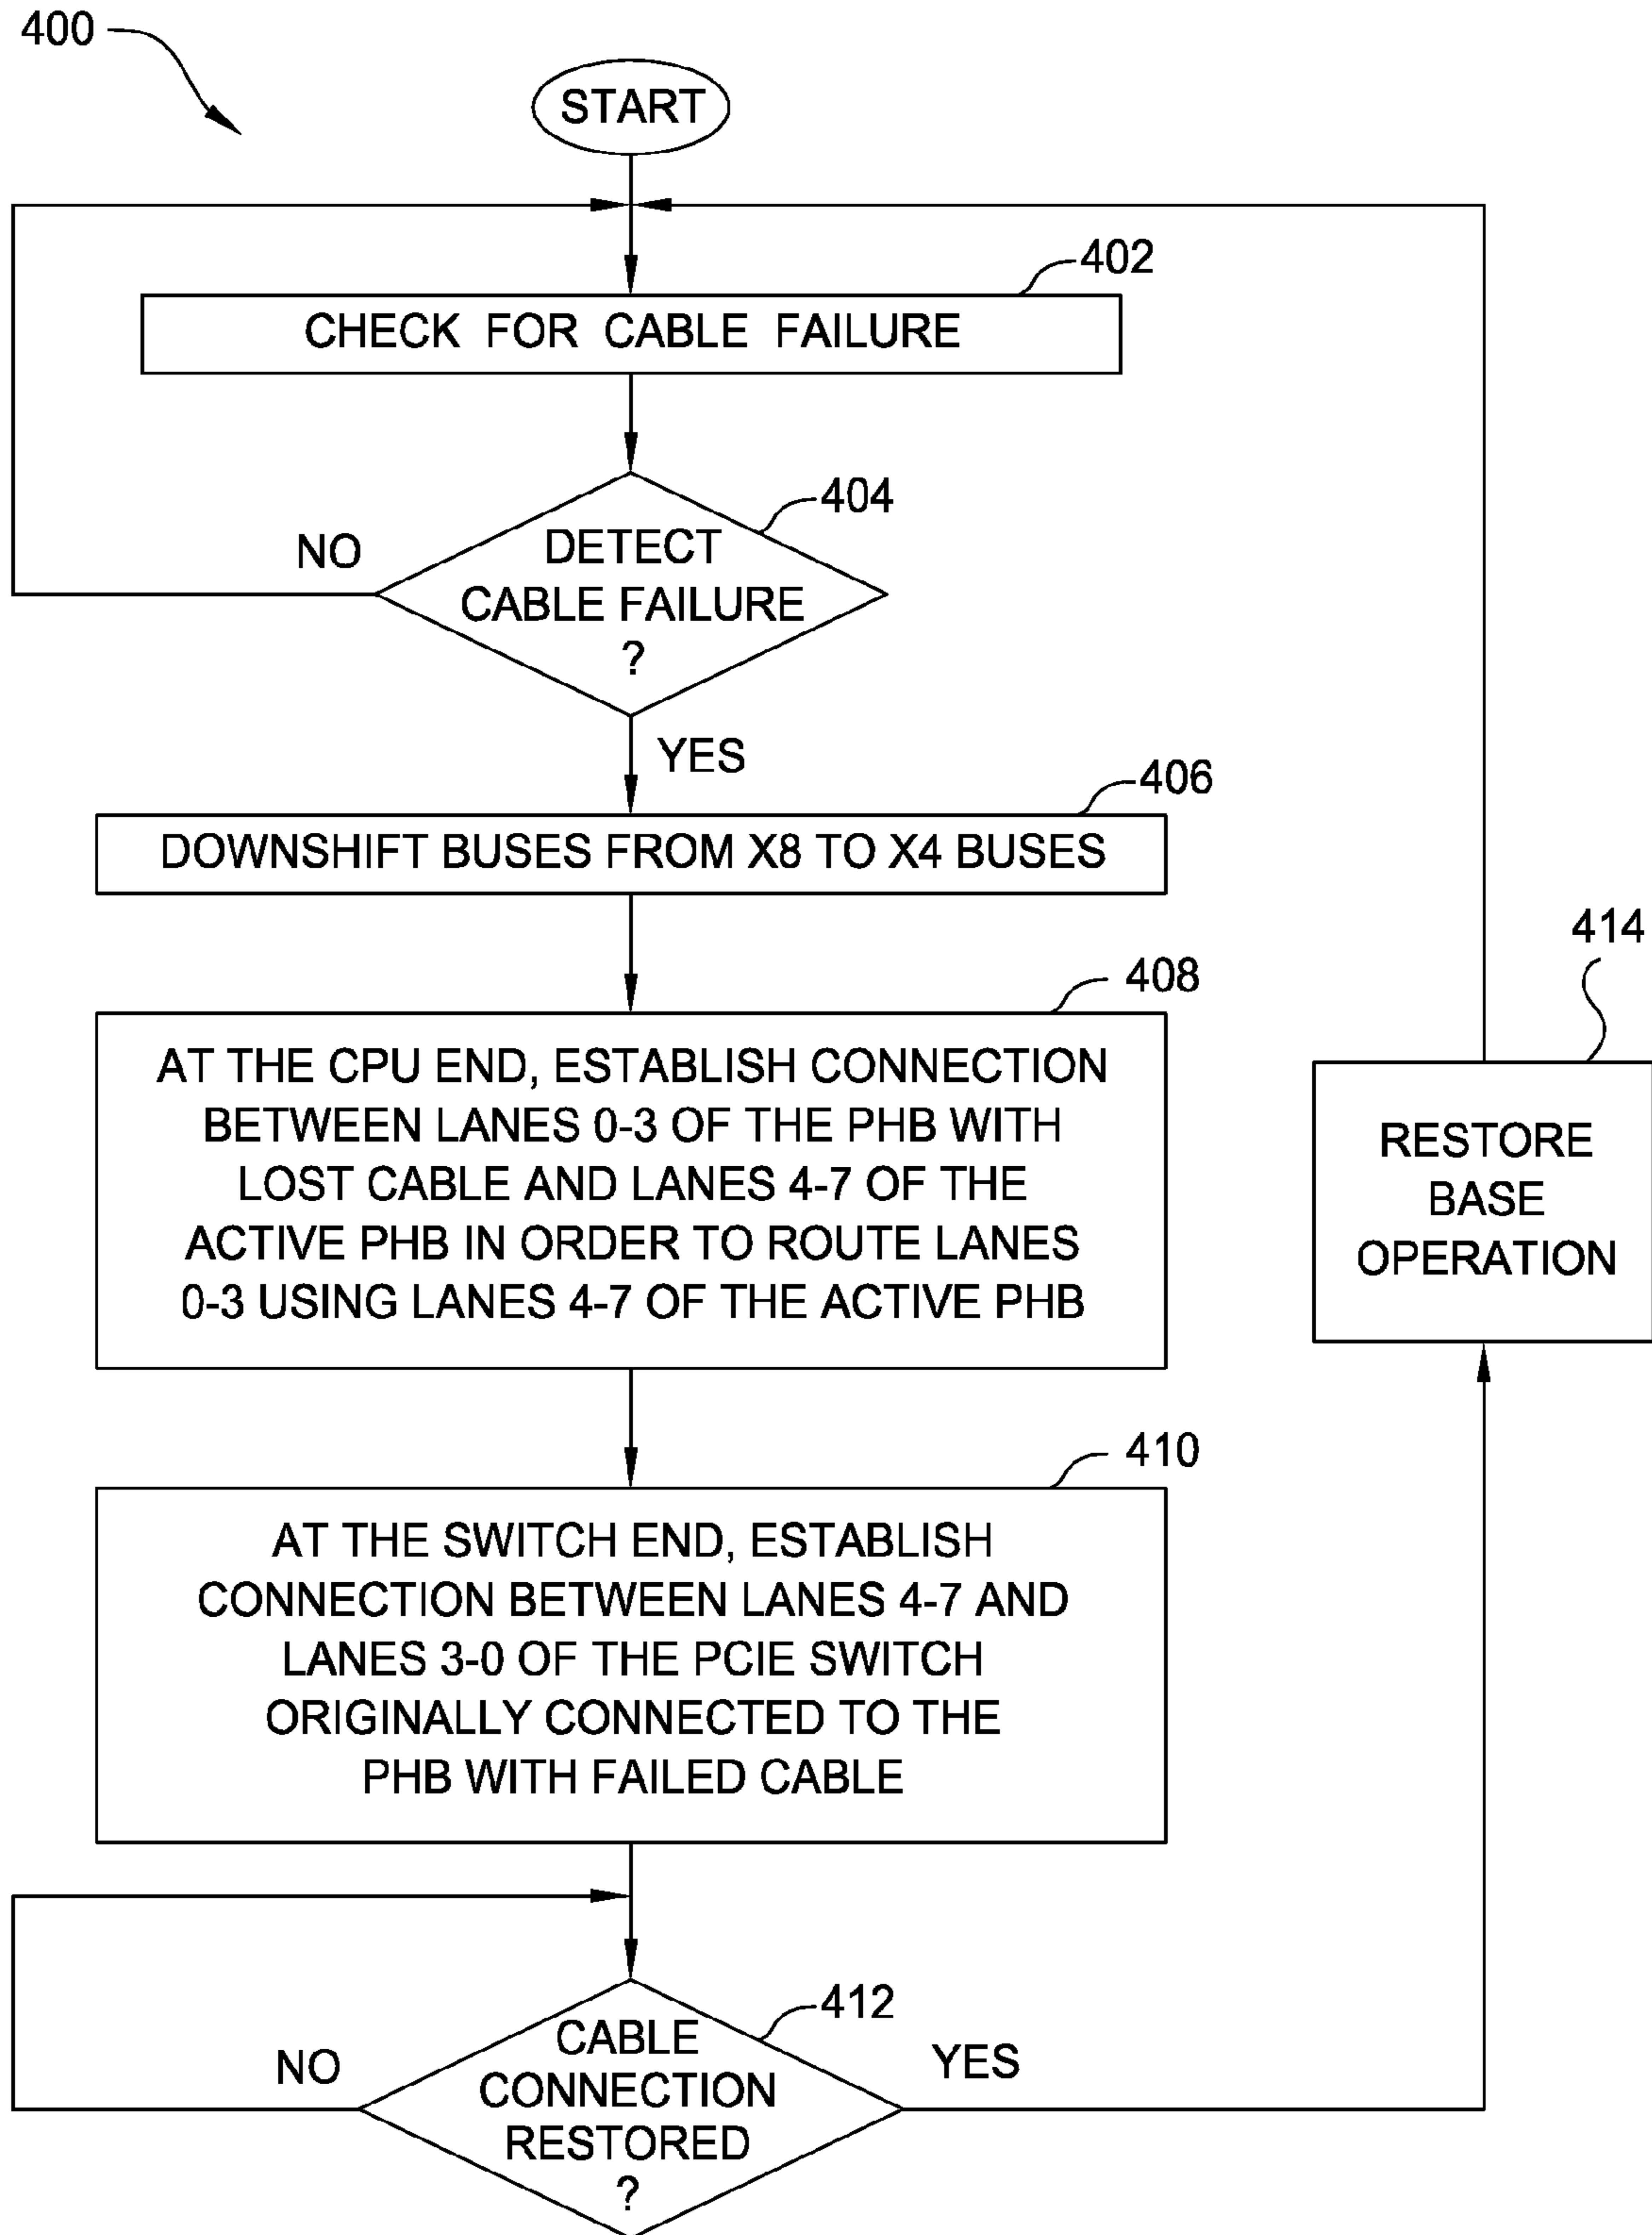 400
START
402
CHECK FOR CABLE FAILURE
404
DETECT
CABLE FAILURE
?
NO
YES
406
DOWNSHIFT BUSES FROM X8 TO X4 BUSES
408
AT THE CPU END, ESTABLISH CONNECTION
BETWEEN LANES 0-3 OF THE PHB WITH
LOST CABLE AND LANES 4-7 OF THE
ACTIVE PHB IN ORDER TO ROUTE LANES
0-3 USING LANES 4-7 OF THE ACTIVE PHB
414
RESTORE
BASE
OPERATION
410
AT THE SWITCH END, ESTABLISH
CONNECTION BETWEEN LANES 4-7 AND
LANES 3-0 OF THE PCIE SWITCH
ORIGINALLY CONNECTED TO THE
PHB WITH FAILED CABLE
412
CABLE
CONNECTION
RESTORED
?
NO
YES